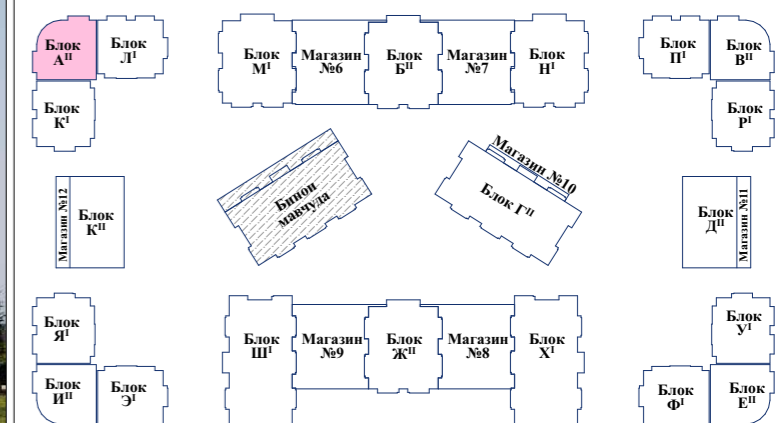 Блок
Аᴵᴵ
Блок
Лᴵ
Блок
Мᴵ
Магазин
№6
Блок
Бᴵᴵ
Магазин
№7
Блок
Нᴵ
Блок
Пᴵ
Блок
Вᴵᴵ
Блок
Кᴵ
Блок
Рᴵ
Бинои
мавчуда
Магазин №10
Блок Гᴵᴵ
Магазин №12
Блок
Кᴵᴵ
Блок
Дᴵᴵ
Магазин №11
Блок
Яᴵ
Блок
Шᴵ
Магазин
№9
Блок
Жᴵᴵ
Магазин
№8
Блок
Хᴵ
Блок
Уᴵ
Блок
Иᴵᴵ
Блок
Эᴵ
Блок
Фᴵ
Блок
Еᴵᴵ